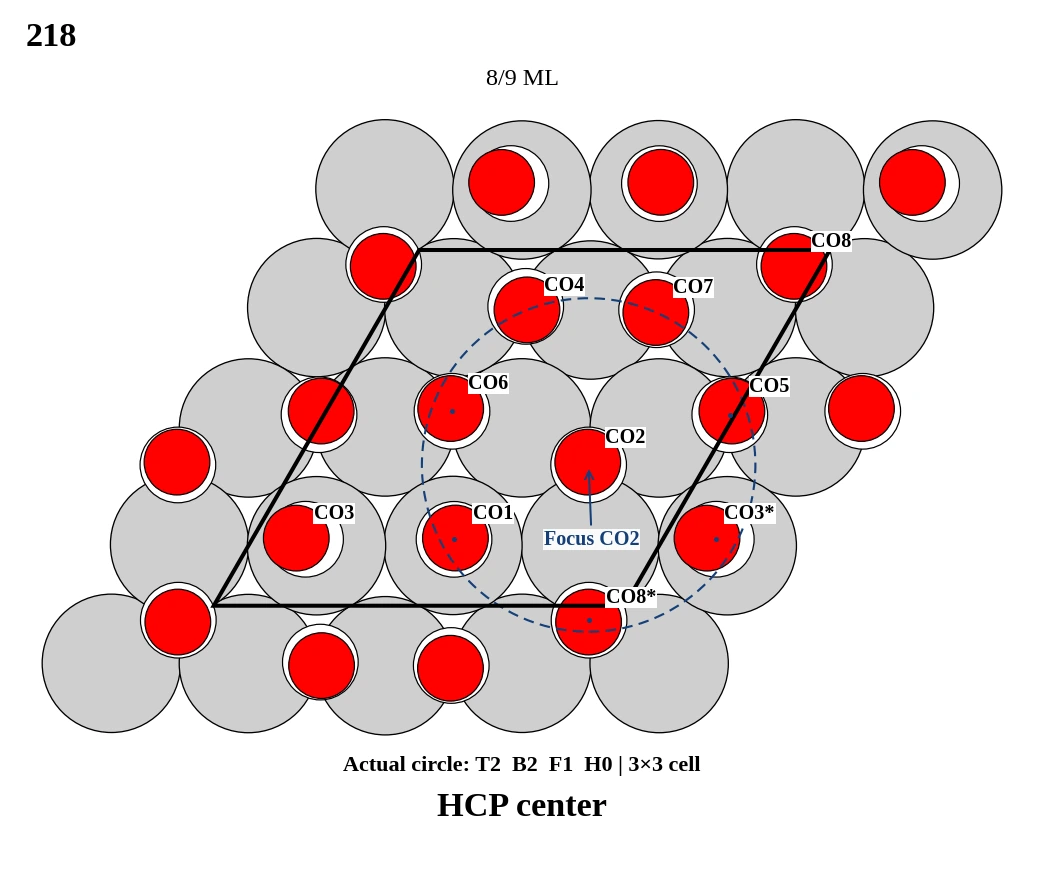 218
8/9 ML
CO8
CO4
CO7
CO6
CO5
CO2
CO3
CO1
CO3*
Focus CO2
CO8*
Actual circle: T2 B2 F1 H0 | 3×3 cell
HCP center